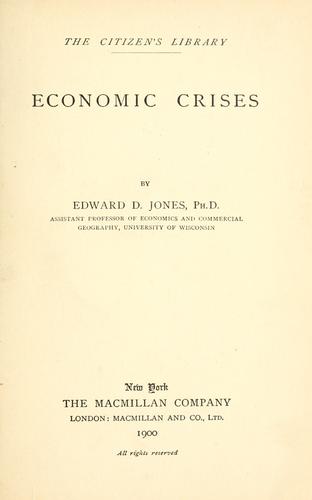 THE CITIZEN'S LIBRARY
ECONOMIC CRISES
BY
EDWARD D. JONES, PH.D.
ASSISTANT PROFESSOR OF ECONOMICS AND COMMERCIAL
GEOGRAPHY, UNIVERSITY OF WISCONSIN
New York
THE MACMILLAN COMPANY
LONDON: MACMILLAN AND CO., LTD.
1900
All rights reserved